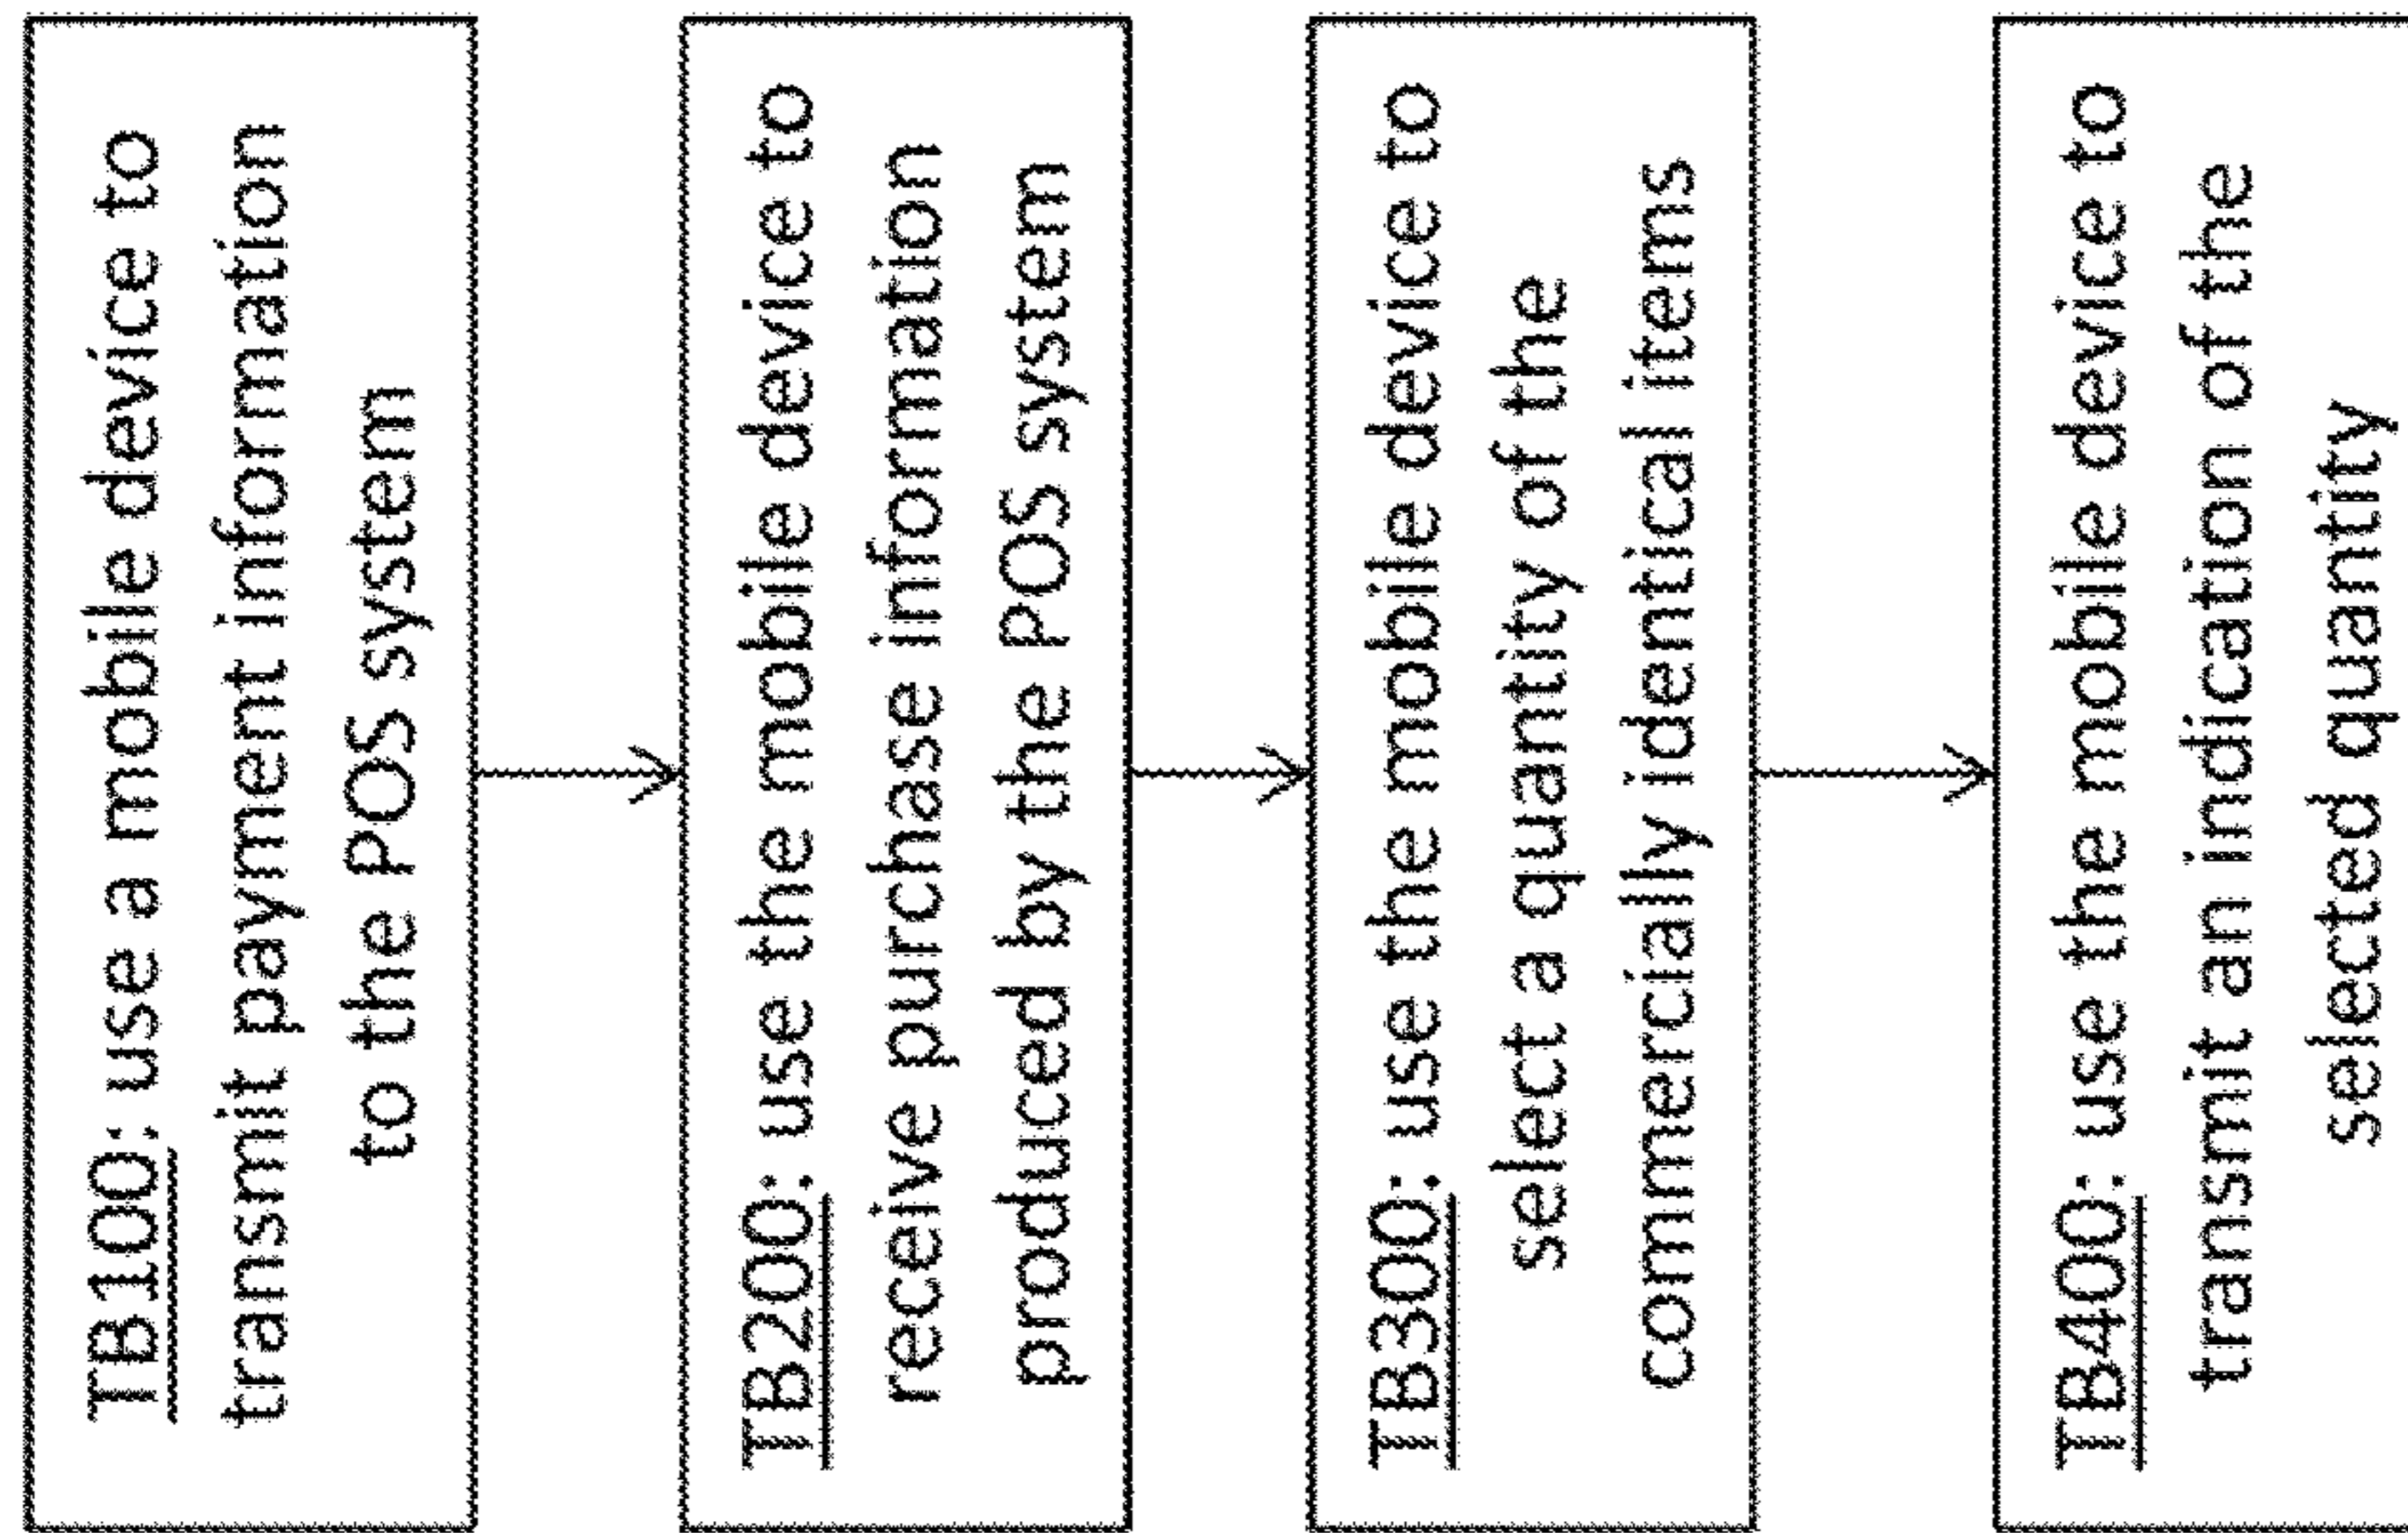 TB100: use a mobile device to
transmit payment information
to the POS system
TB200: use the mobile device to
receive purchase information
produced by the POS system
TB300: use the mobile device to
select a quantity of the
commercially identical items
TB400: use the mobile device to
transmit an indication of the
selected quantity